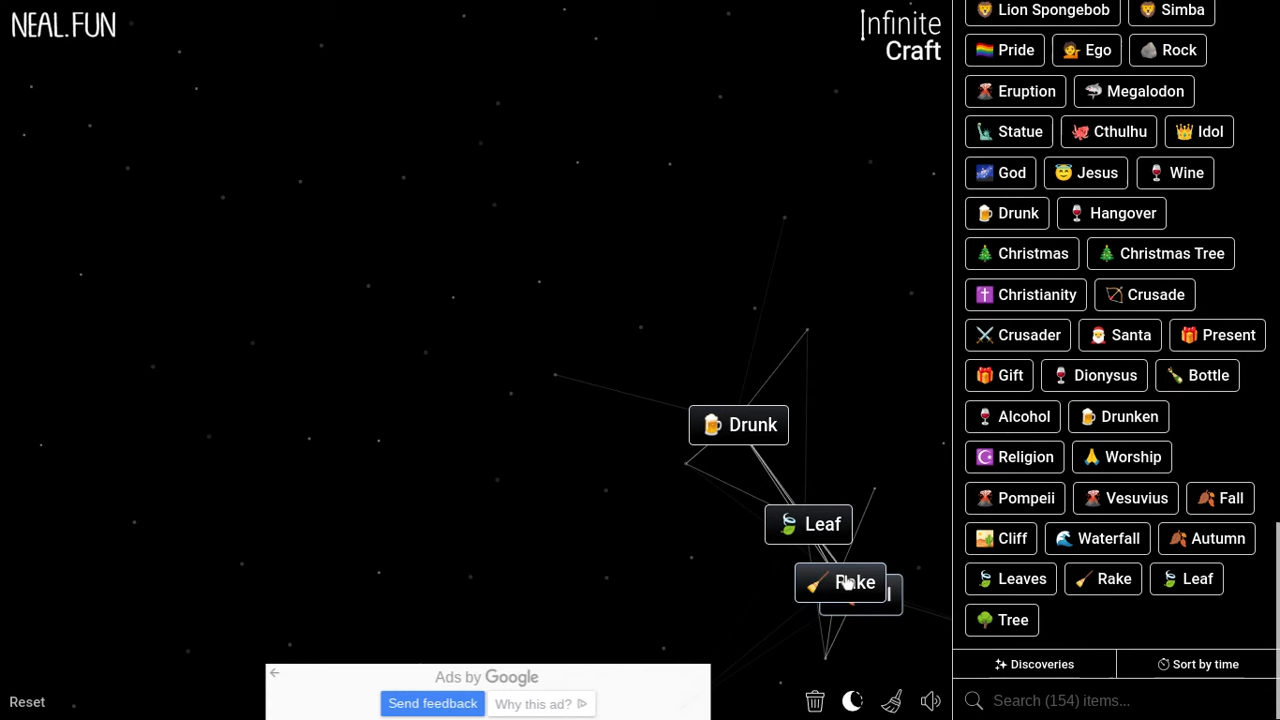 NEAL.FUN
Infinite
Craft
🦁 Lion Spongebob 🦁 Simba
🏳️‍🌈 Pride 💁 Ego 🪨 Rock
🌋 Eruption 🦈 Megalodon
🗽 Statue 🐙 Cthulhu 👑 Idol
🌌 God 😇 Jesus 🍷 Wine
🍺 Drunk 🍷 Hangover
🎄 Christmas 🎄 Christmas Tree
✝️ Christianity 🏹 Crusade
⚔️ Crusader 🎅 Santa 🎁 Present
🎁 Gift 🍷 Dionysus 🍾 Bottle
🍷 Alcohol 🍺 Drunken
☪️ Religion 🙏 Worship
🌋 Pompeii 🌋 Vesuvius 🍂 Fall
🏜️ Cliff 🌊 Waterfall 🍂 Autumn
🍃 Leaves 🧹 Rake 🍃 Leaf
🌳 Tree
🍺 Drunk
🍃 Leaf
🧹 Rake
Ads by Google
Send feedback Why this ad?
Reset
✨ Discoveries Sort by time
Search (154) items...